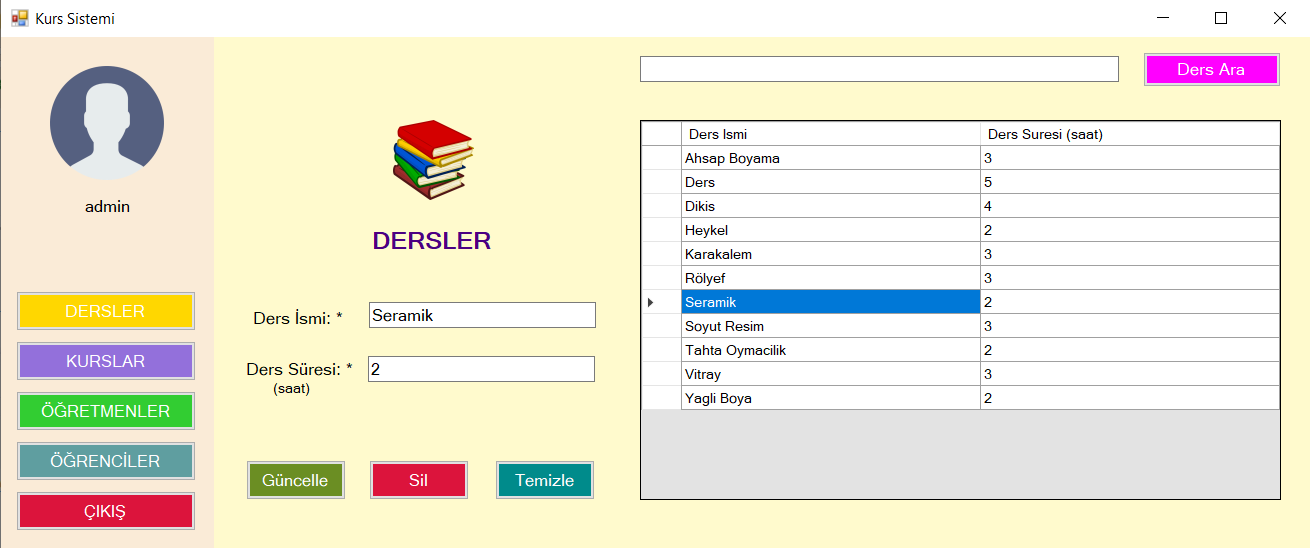 Kurs Sistemi
admin
DERSLER
KURSLAR
ÖĞRETMENLER
ÖĞRENCİLER
ÇIKIŞ
DERSLER
Ders İsmi: * Seramik
Ders Süresi: * 2
(saat)
Güncelle Sil Temizle
Ders Ara
Ders Ismi Ders Suresi (saat)
Ahsap Boyama 3
Ders 5
Dikis 4
Heykel 2
Karakalem 3
Rölyef 3
Seramik 2
Soyut Resim 3
Tahta Oymacilik 2
Vitray 3
Yagli Boya 2